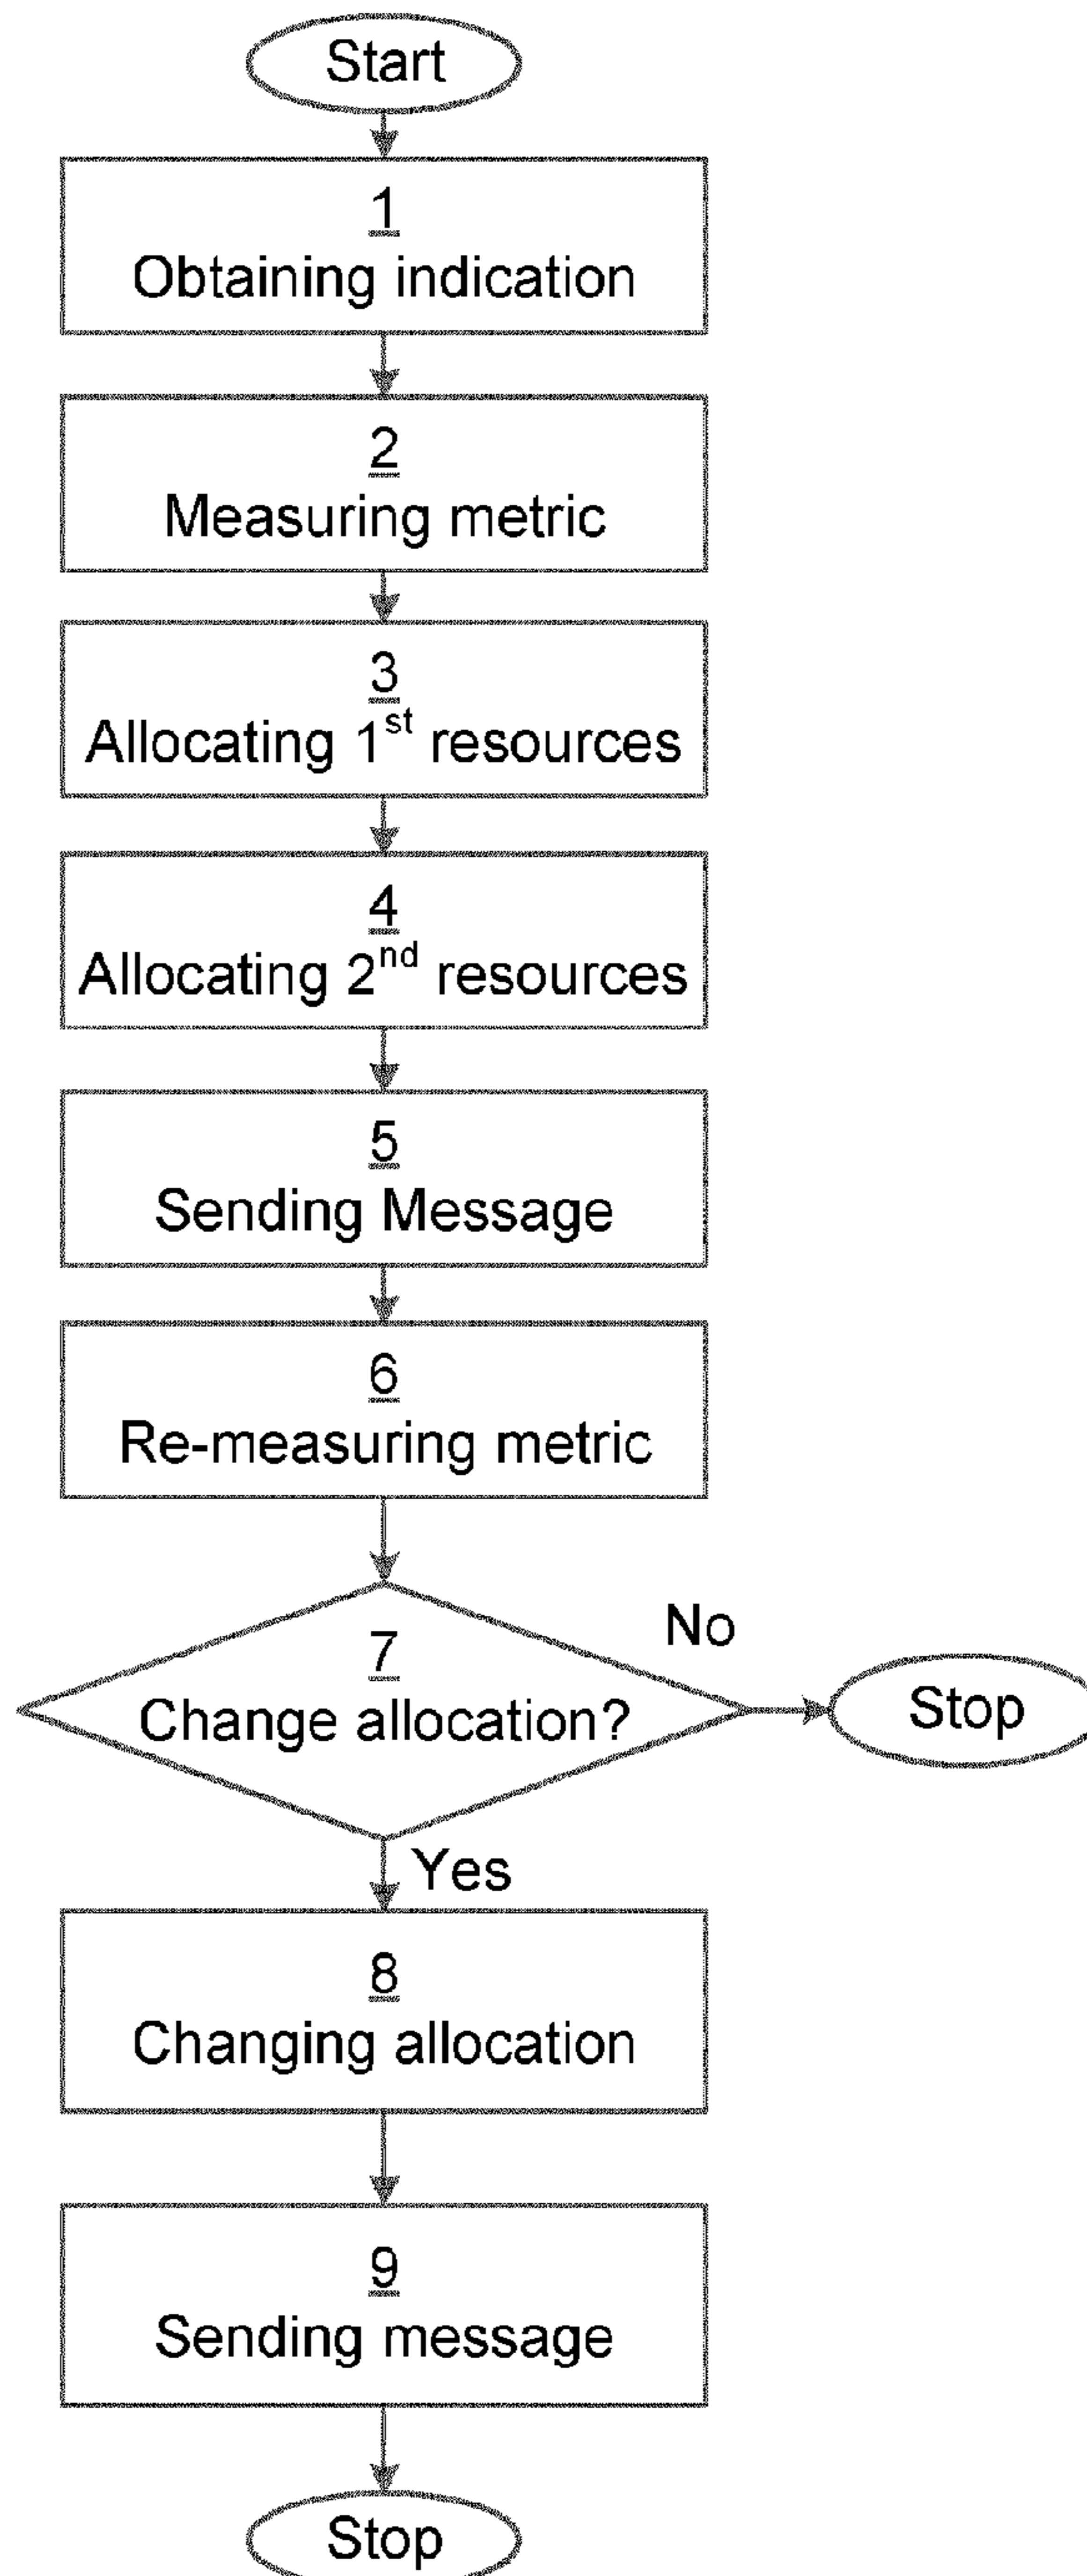 Start
1
Obtaining indication
2
Measuring metric
3
Allocating 1st resources
4
Allocating 2nd resources
5
Sending Message
6
Re-measuring metric
7
Change allocation?
No
Stop
Yes
8
Changing allocation
9
Sending message
Stop